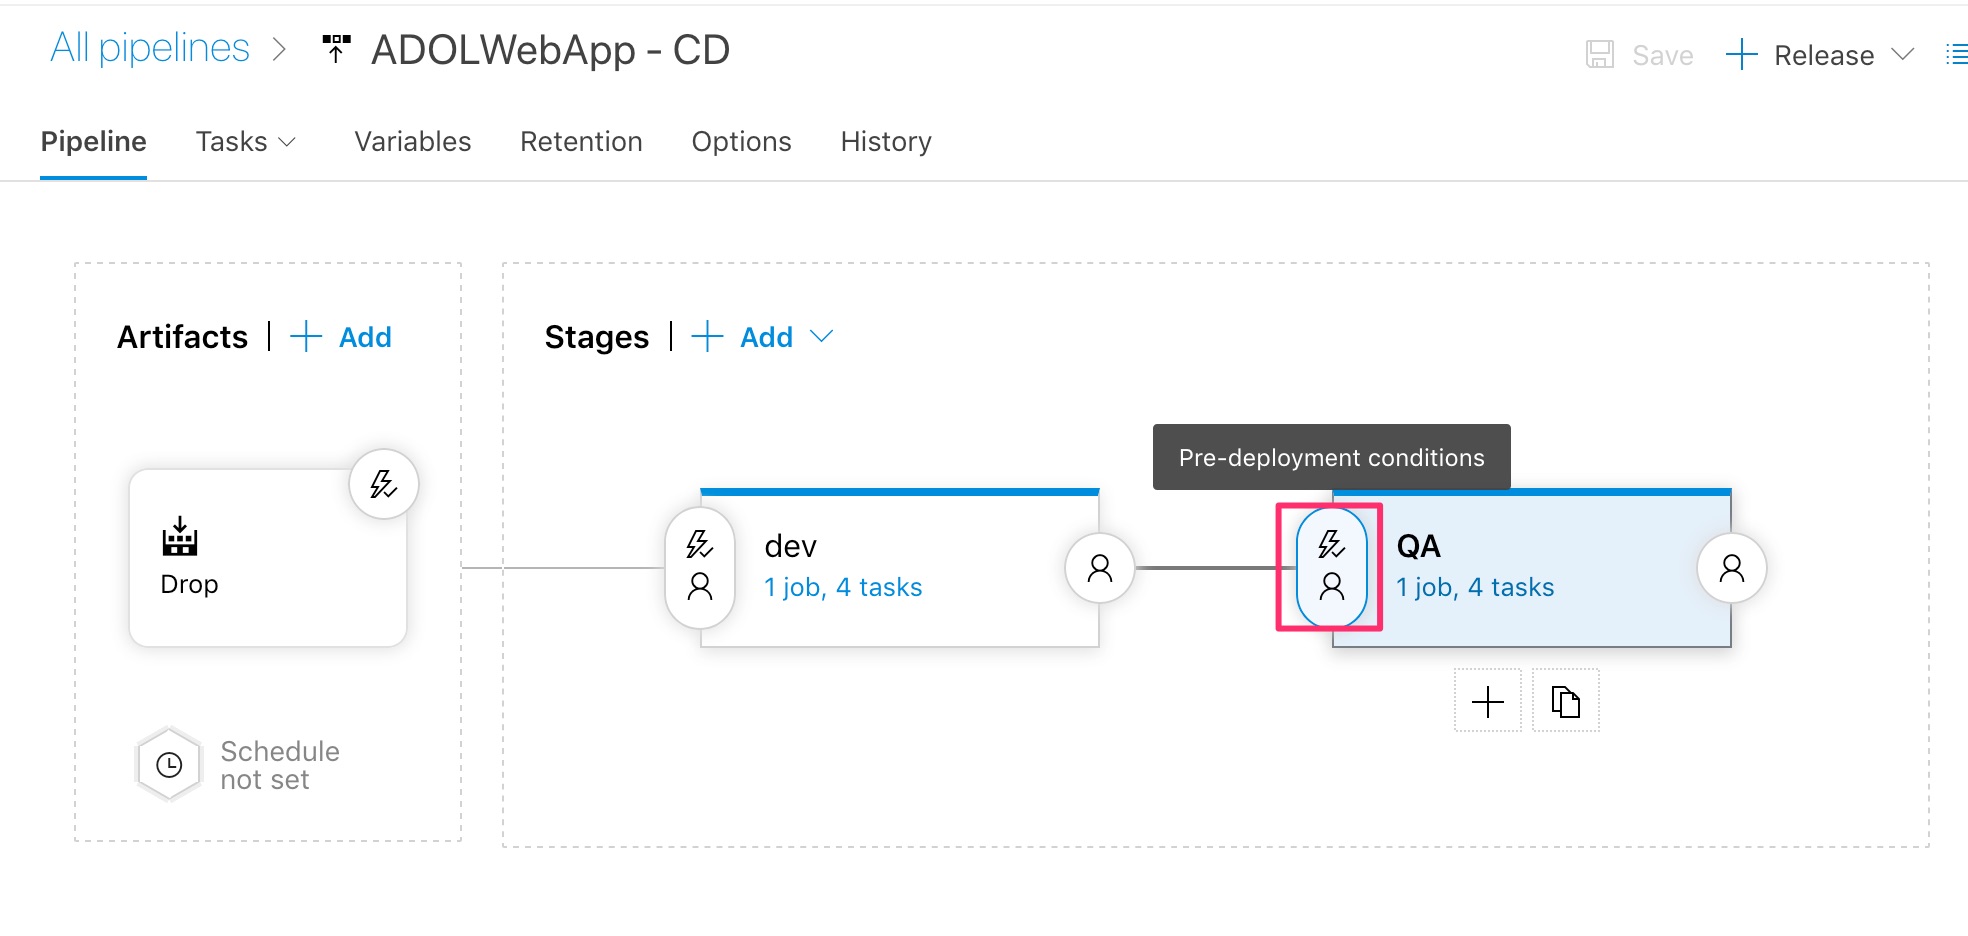 All pipelines > ADOLWebApp - CD
Save
Release
Pipeline Tasks Variables Retention Options History
Artifacts | + Add
Stages | + Add
Pre-deployment conditions
Drop
dev
1 job, 4 tasks
QA
1 job, 4 tasks
Schedule
not set